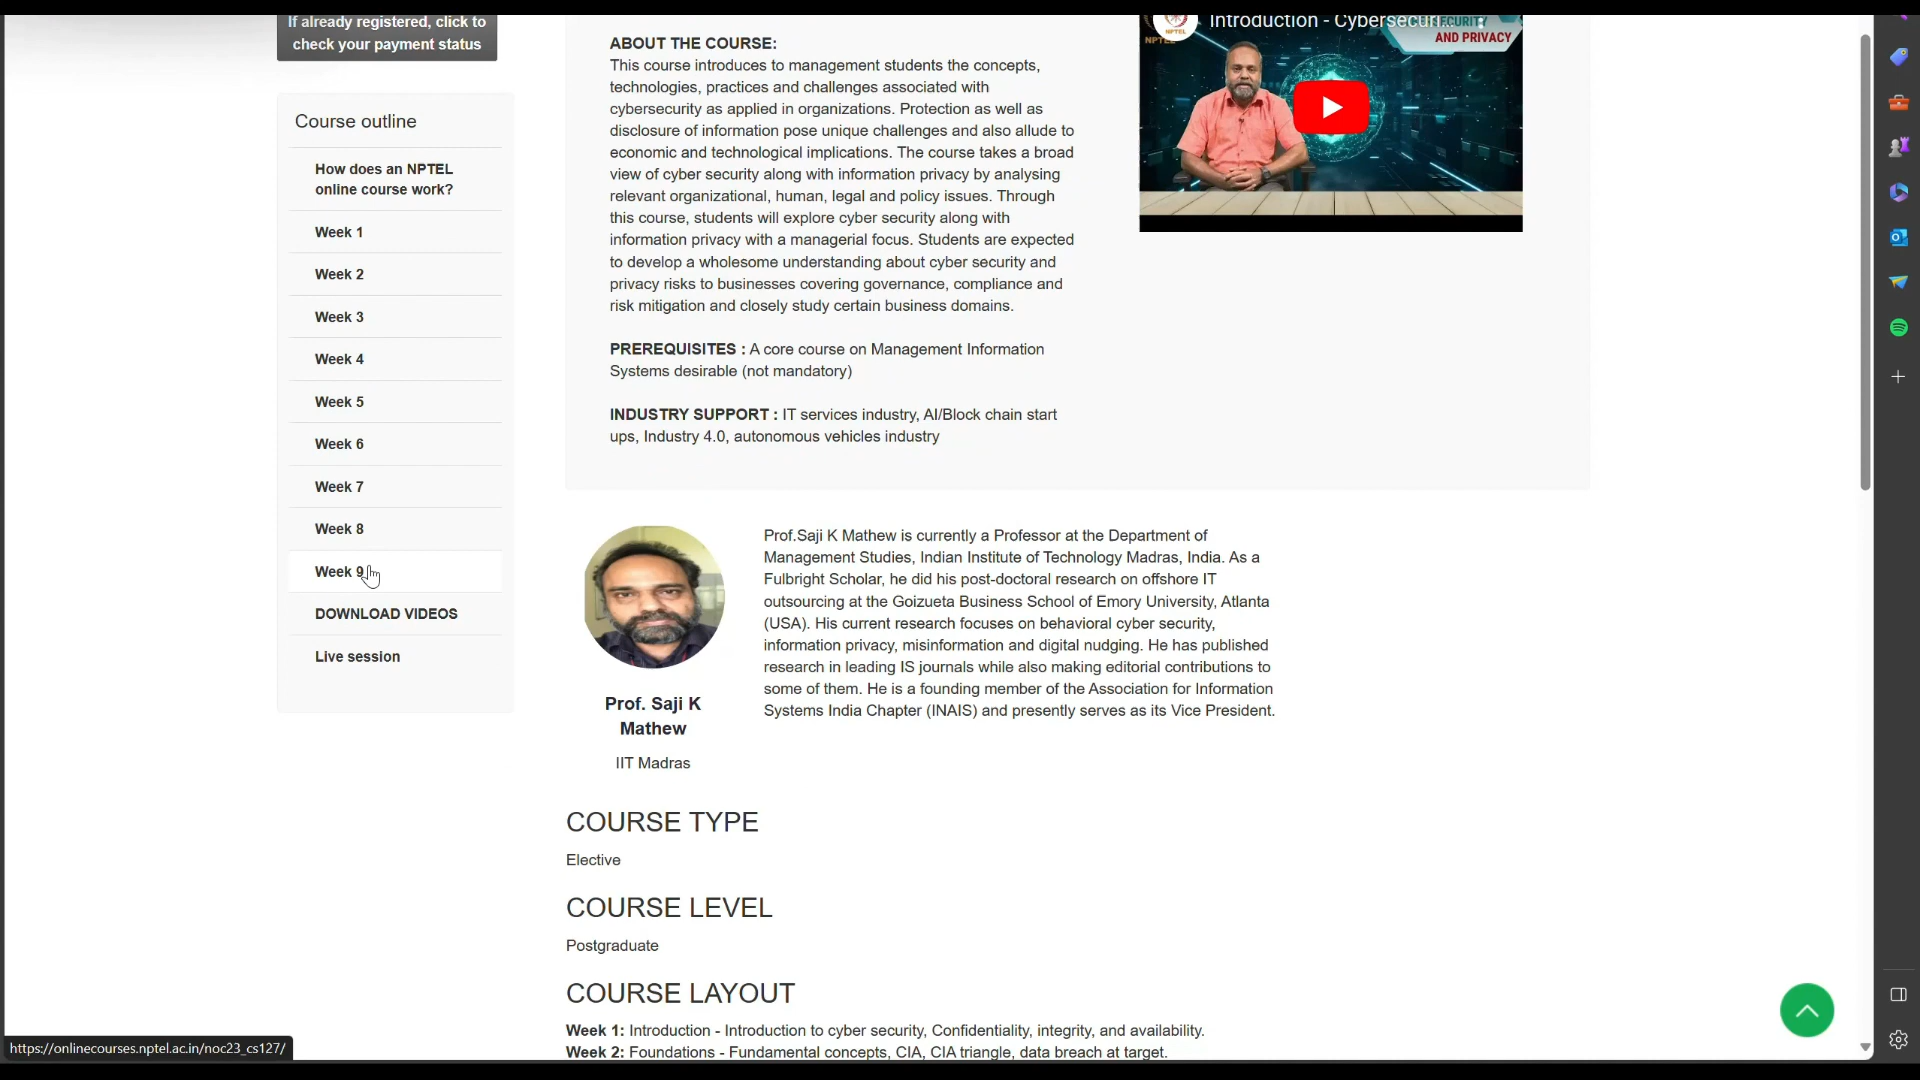 If already registered, click to
check your payment status
Course outline
How does an NPTEL
online course work?
Week 1
Week 2
Week 3
Week 4
Week 5
Week 6
Week 7
Week 8
Week 9
DOWNLOAD VIDEOS
Live session
ABOUT THE COURSE:
This course introduces to management students the concepts,
technologies, practices and challenges associated with
cybersecurity as applied in organizations. Protection as well as
disclosure of information pose unique challenges and also allude to
economic and technological implications. The course takes a broad
view of cyber security along with information privacy by analysing
relevant organizational, human, legal and policy issues. Through
this course, students will explore cyber security along with
information privacy with a managerial focus. Students are expected
to develop a wholesome understanding about cyber security and
privacy risks to businesses covering governance, compliance and
risk mitigation and closely study certain business domains.
PREREQUISITES : A core course on Management Information
Systems desirable (not mandatory)
INDUSTRY SUPPORT : IT services industry, AI/Block chain start
ups, Industry 4.0, autonomous vehicles industry
Introduction - Cybersecuri...
AND PRIVACY
NPTEL
Prof. Saji K
Mathew
IIT Madras
Prof.Saji K Mathew is currently a Professor at the Department of
Management Studies, Indian Institute of Technology Madras, India. As a
Fulbright Scholar, he did his post-doctoral research on offshore IT
outsourcing at the Goizueta Business School of Emory University, Atlanta
(USA). His current research focuses on behavioral cyber security,
information privacy, misinformation and digital nudging. He has published
research in leading IS journals while also making editorial contributions to
some of them. He is a founding member of the Association for Information
Systems India Chapter (INAIS) and presently serves as its Vice President.
COURSE TYPE
Elective
COURSE LEVEL
Postgraduate
COURSE LAYOUT
Week 1: Introduction - Introduction to cyber security, Confidentiality, integrity, and availability.
Week 2: Foundations - Fundamental concepts, CIA, CIA triangle, data breach at target.
https://onlinecourses.nptel.ac.in/noc23_cs127/